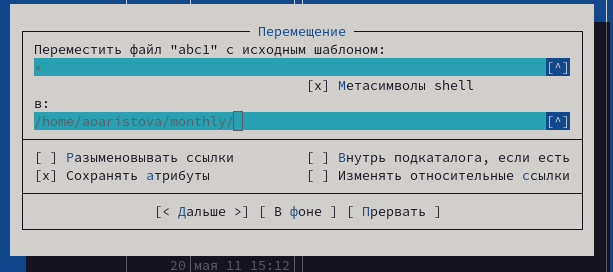 Перемещение
Переместить файл "abc1" с исходным шаблоном:
* [^]
[x] Метасимволы shell
в:
/home/aoaristova/monthly/ [^]
[ ] Разыменовывать ссылки [ ] Внутрь подкаталога, если есть
[x] Сохранять атрибуты [ ] Изменять относительные ссылки
[< Дальше >] [ В фоне ] [ Прервать ]
20 мая 11 15:12